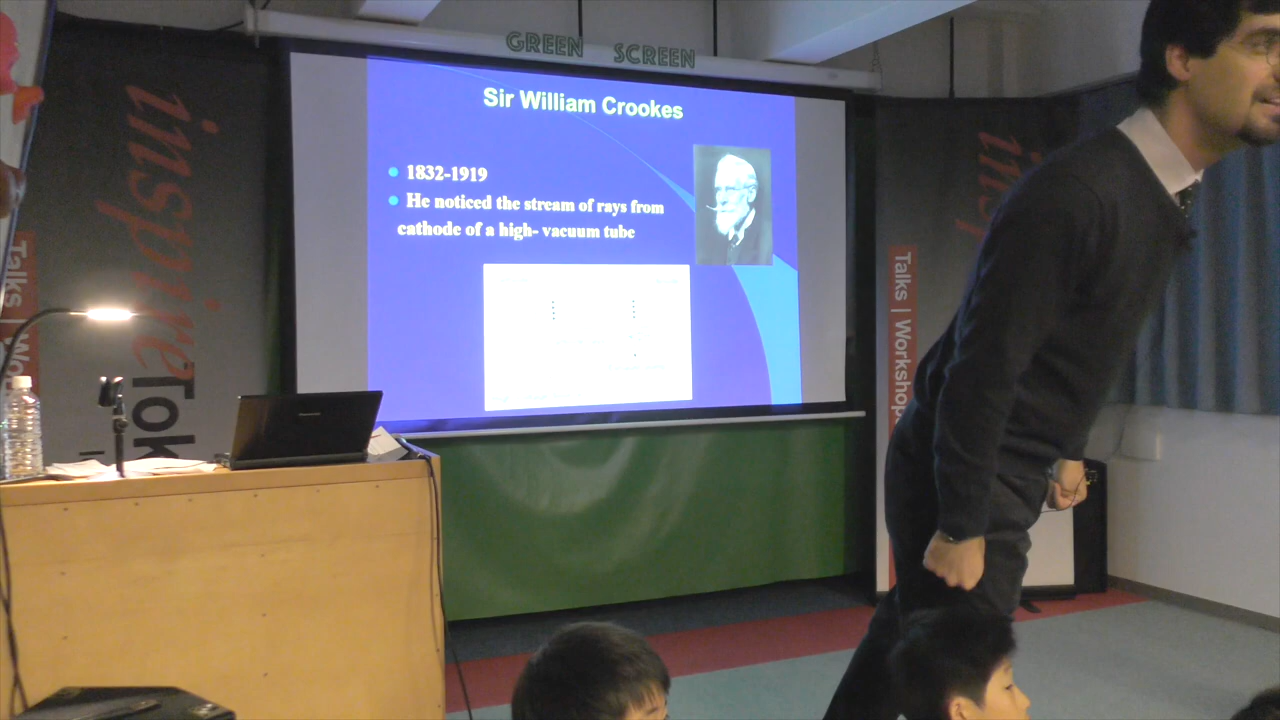 GREEN SCREEN
Sir William Crookes
1832-1919
He noticed the stream of rays from
cathode of a high- vacuum tube
inspire
Tok
Talks | Wo
insp
Talks | Workshop